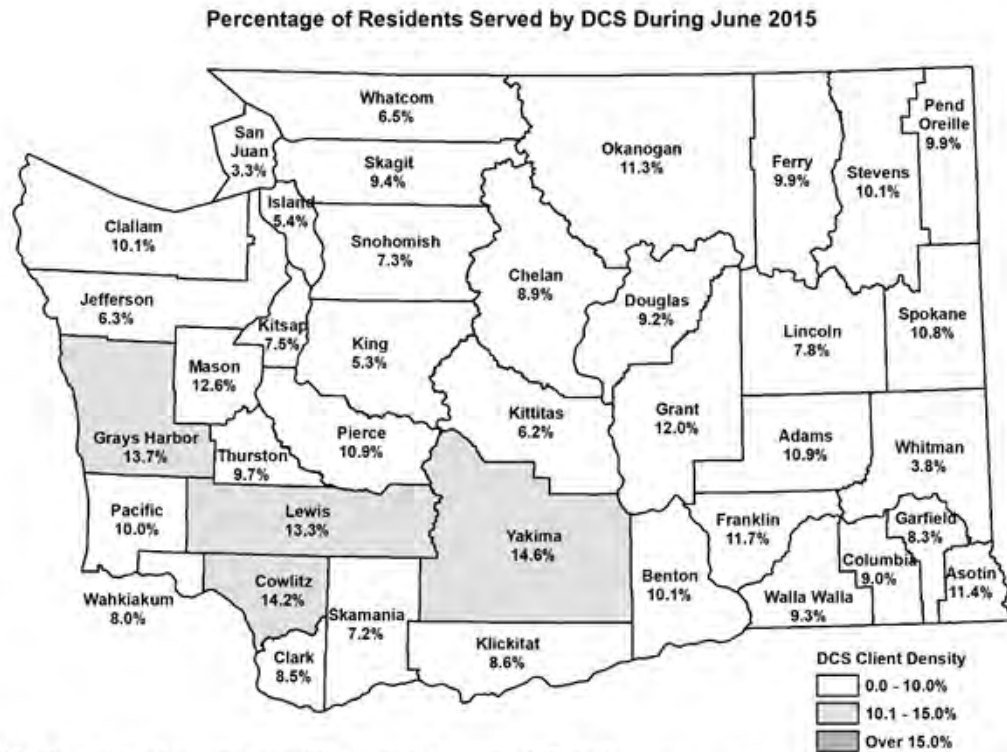 Percentage of Residents Served by DCS During June 2015
Whatcom
6.5%
San
Juan
3.3%
Skagit
9.4%
Okanogan
11.3%
Ferry
9.9%
Stevens
10.1%
Pend
Oreille
9.9%
Island
5.4%
Clallam
10.1%
Snohomish
7.3%
Chelan
8.9%
Douglas
9.2%
Jefferson
6.3%
Kitsap
7.5%
King
5.3%
Lincoln
7.8%
Spokane
10.8%
Mason
12.6%
Kittitas
6.2%
Grant
12.0%
Grays Harbor
13.7%
Thurston
9.7%
Pierce
10.9%
Adams
10.9%
Whitman
3.8%
Pacific
10.0%
Lewis
13.3%
Yakima
14.6%
Franklin
11.7%
Garfield
8.3%
Columbia
9.0%
Asotin
11.4%
Benton
10.1%
Walla Walla
9.3%
Wahkiakum
8.0%
Cowlitz
14.2%
Skamania
7.2%
Klickitat
8.6%
Clark
8.5%
DCS Client Density
0.0 - 10.0%
10.1 - 15.0%
Over 15.0%